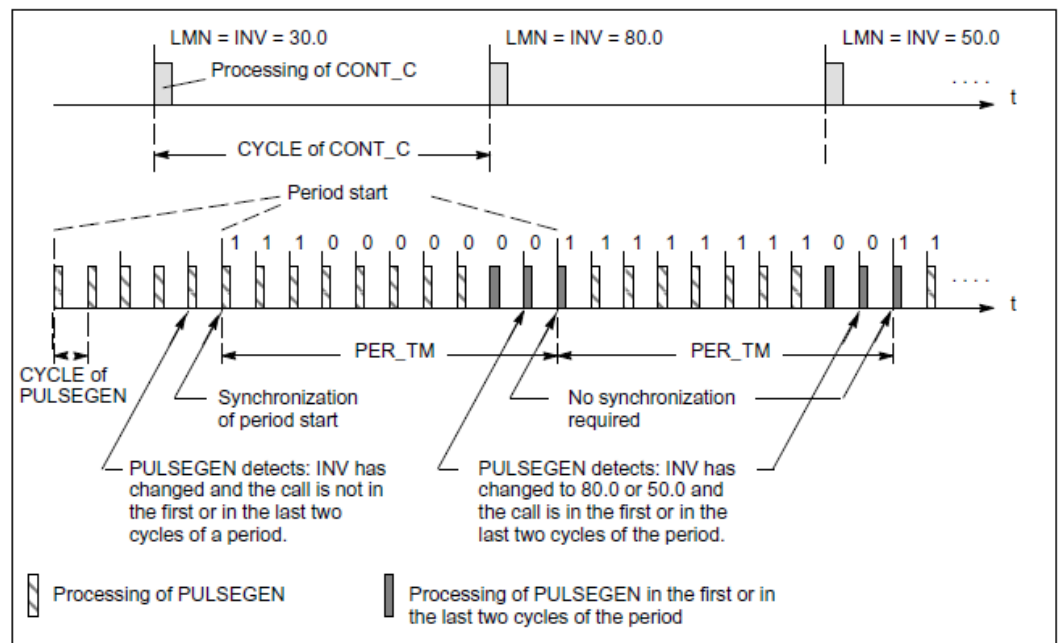 LMN = INV = 30.0 LMN = INV = 80.0 LMN = INV = 50.0
Processing of CONT_C
. . . .
t
CYCLE of CONT_C
Period start
1 1 1 0 0 0 0 0 0 0 1 1 1 1 1 1 1 1 0 0 1 1
. . . .
t
PER_TM PER_TM
CYCLE of
PULSEGEN
Synchronization
of period start
No synchronization
required
PULSEGEN detects: INV has
changed and the call is not in
the first or in the last two
cycles of a period.
PULSEGEN detects: INV has
changed to 80.0 or 50.0 and
the call is in the first or in the
last two cycles of the period.
Processing of PULSEGEN
Processing of PULSEGEN in the first or in
the last two cycles of the period